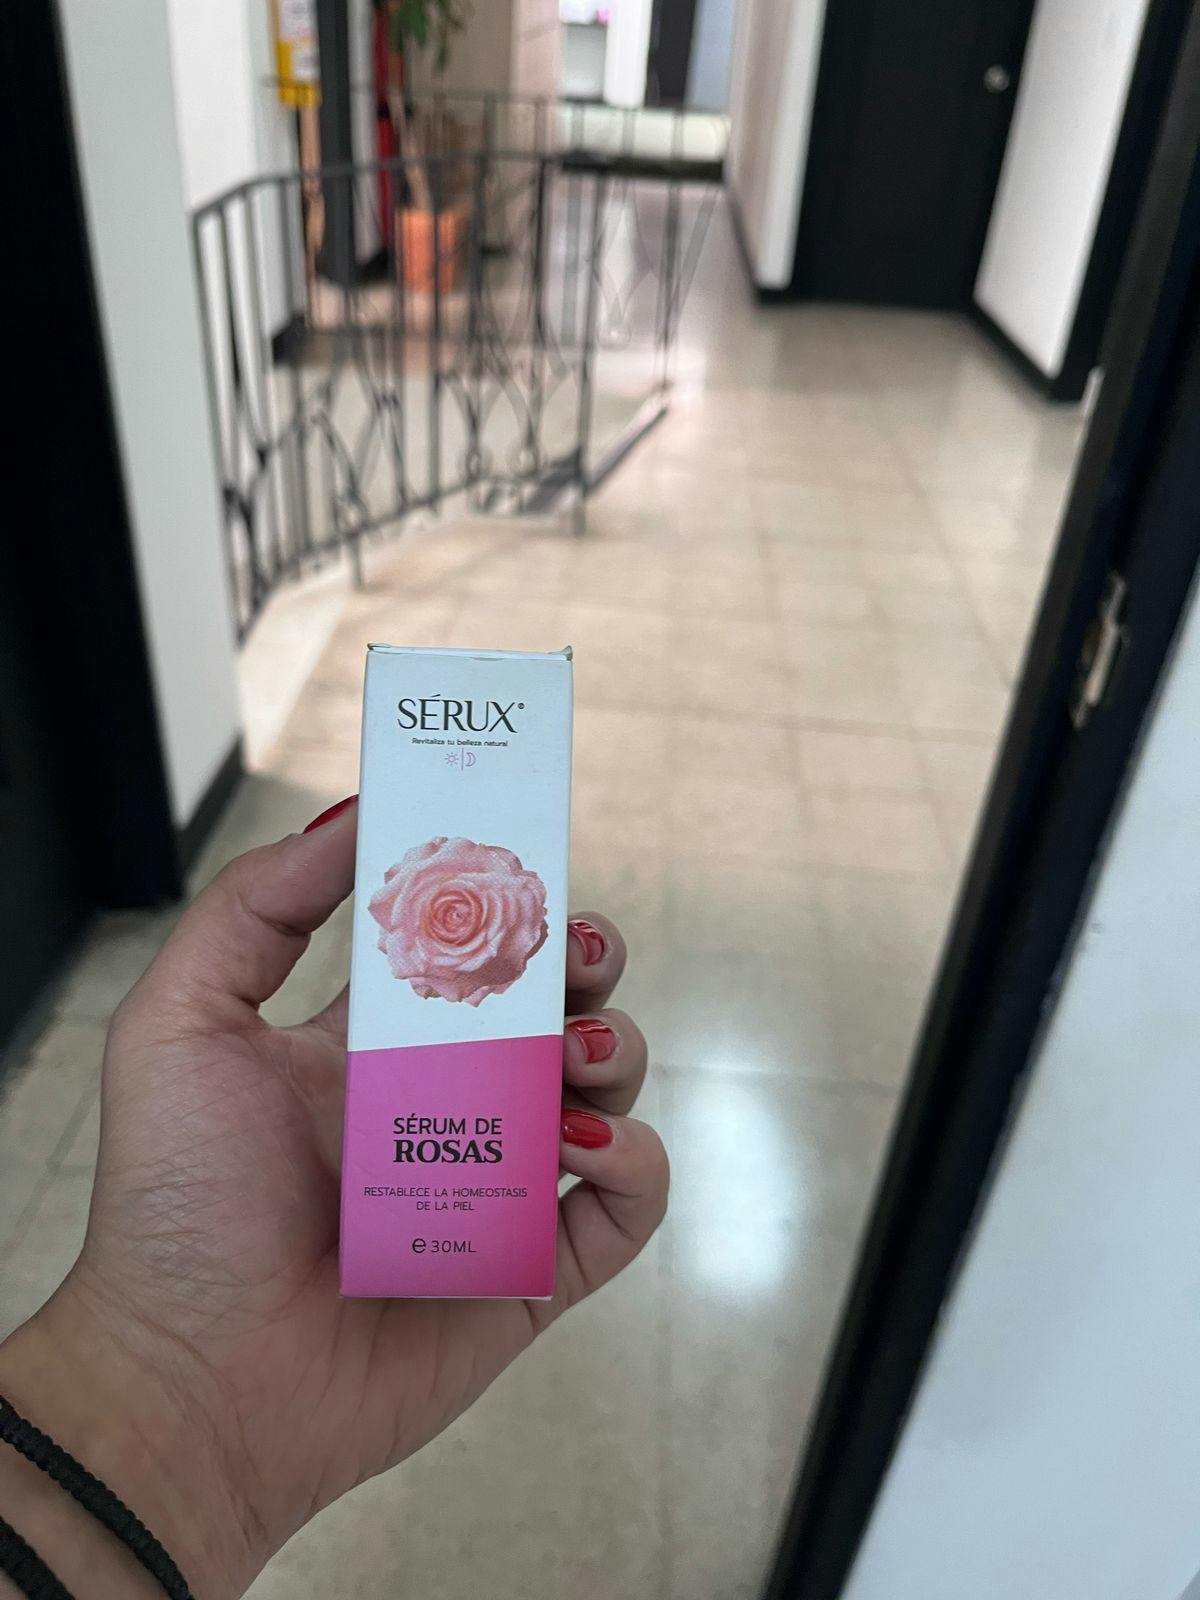 SÉRUX®
Revitaliza tu belleza natural
SÉRUM DE
ROSAS
RESTABLECE LA HOMEOSTASIS
DE LA PIEL
℮ 30ML